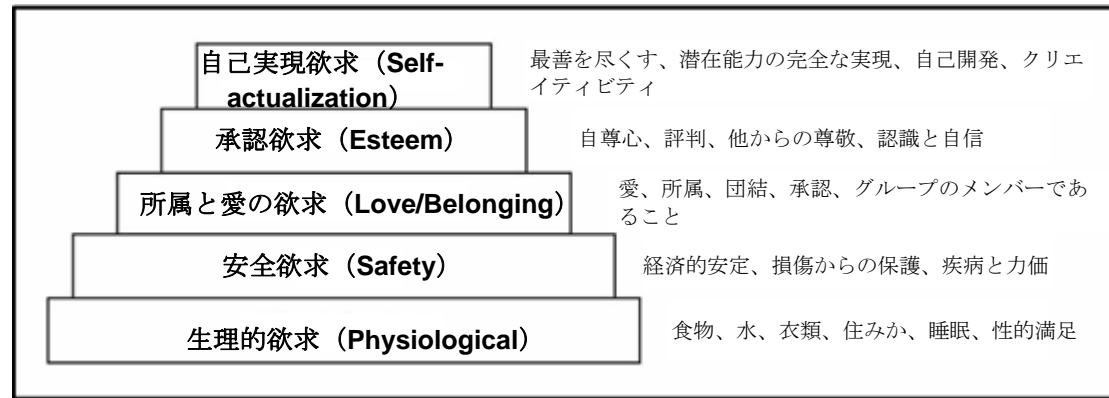 自己実現欲求（Self-
actualization）
最善を尽くす、潜在能力の完全な実現、自己開発、クリエ
イティビティ
承認欲求（Esteem）
自尊心、評判、他からの尊敬、認識と自信
所属と愛の欲求（Love/Belonging）
愛、所属、団結、承認、グループのメンバーであ
ること
安全欲求（Safety）
経済的安定、損傷からの保護、疾病と力価
生理的欲求（Physiological）
食物、水、衣類、住みか、睡眠、性的満足